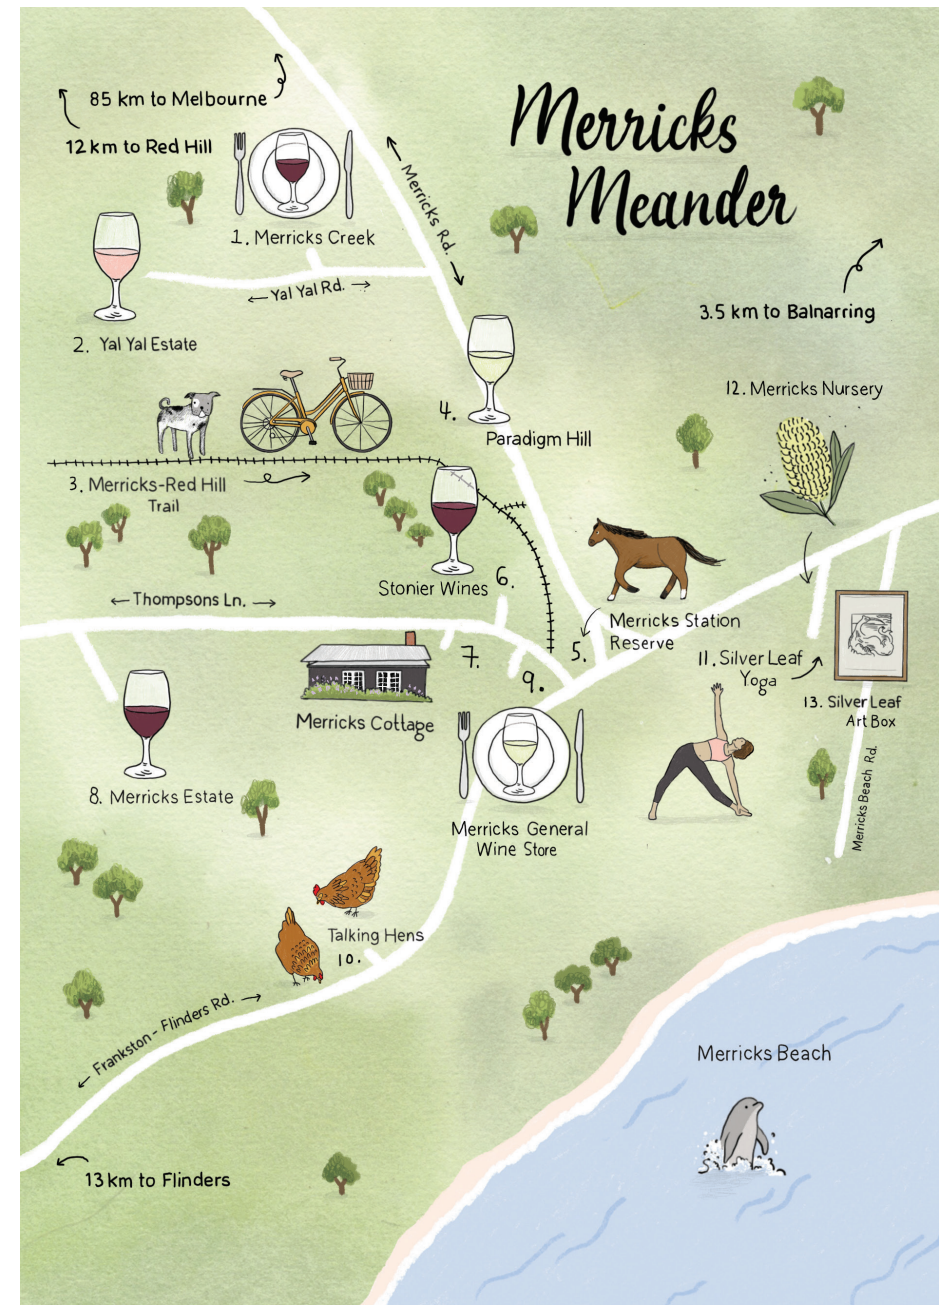 Merricks
Meander
85 km to Melbourne
12 km to Red Hill
1. Merricks Creek
Merricks Rd.
Yal Yal Rd.
2. Yal Yal Estate
3.5 km to Balnarring
12. Merricks Nursery
4.
Paradigm Hill
3. Merricks-Red Hill
Trail
Stonier Wines 6.
Thompsons Ln.
Merricks Station
Reserve
5.
7.
9.
11. Silver Leaf
Yoga
13. Silver Leaf
Art Box
Merricks Cottage
Merricks Beach Rd.
8. Merricks Estate
Merricks General
Wine Store
Talking Hens
10.
Frankston-Flinders Rd.
Merricks Beach
13 km to Flinders